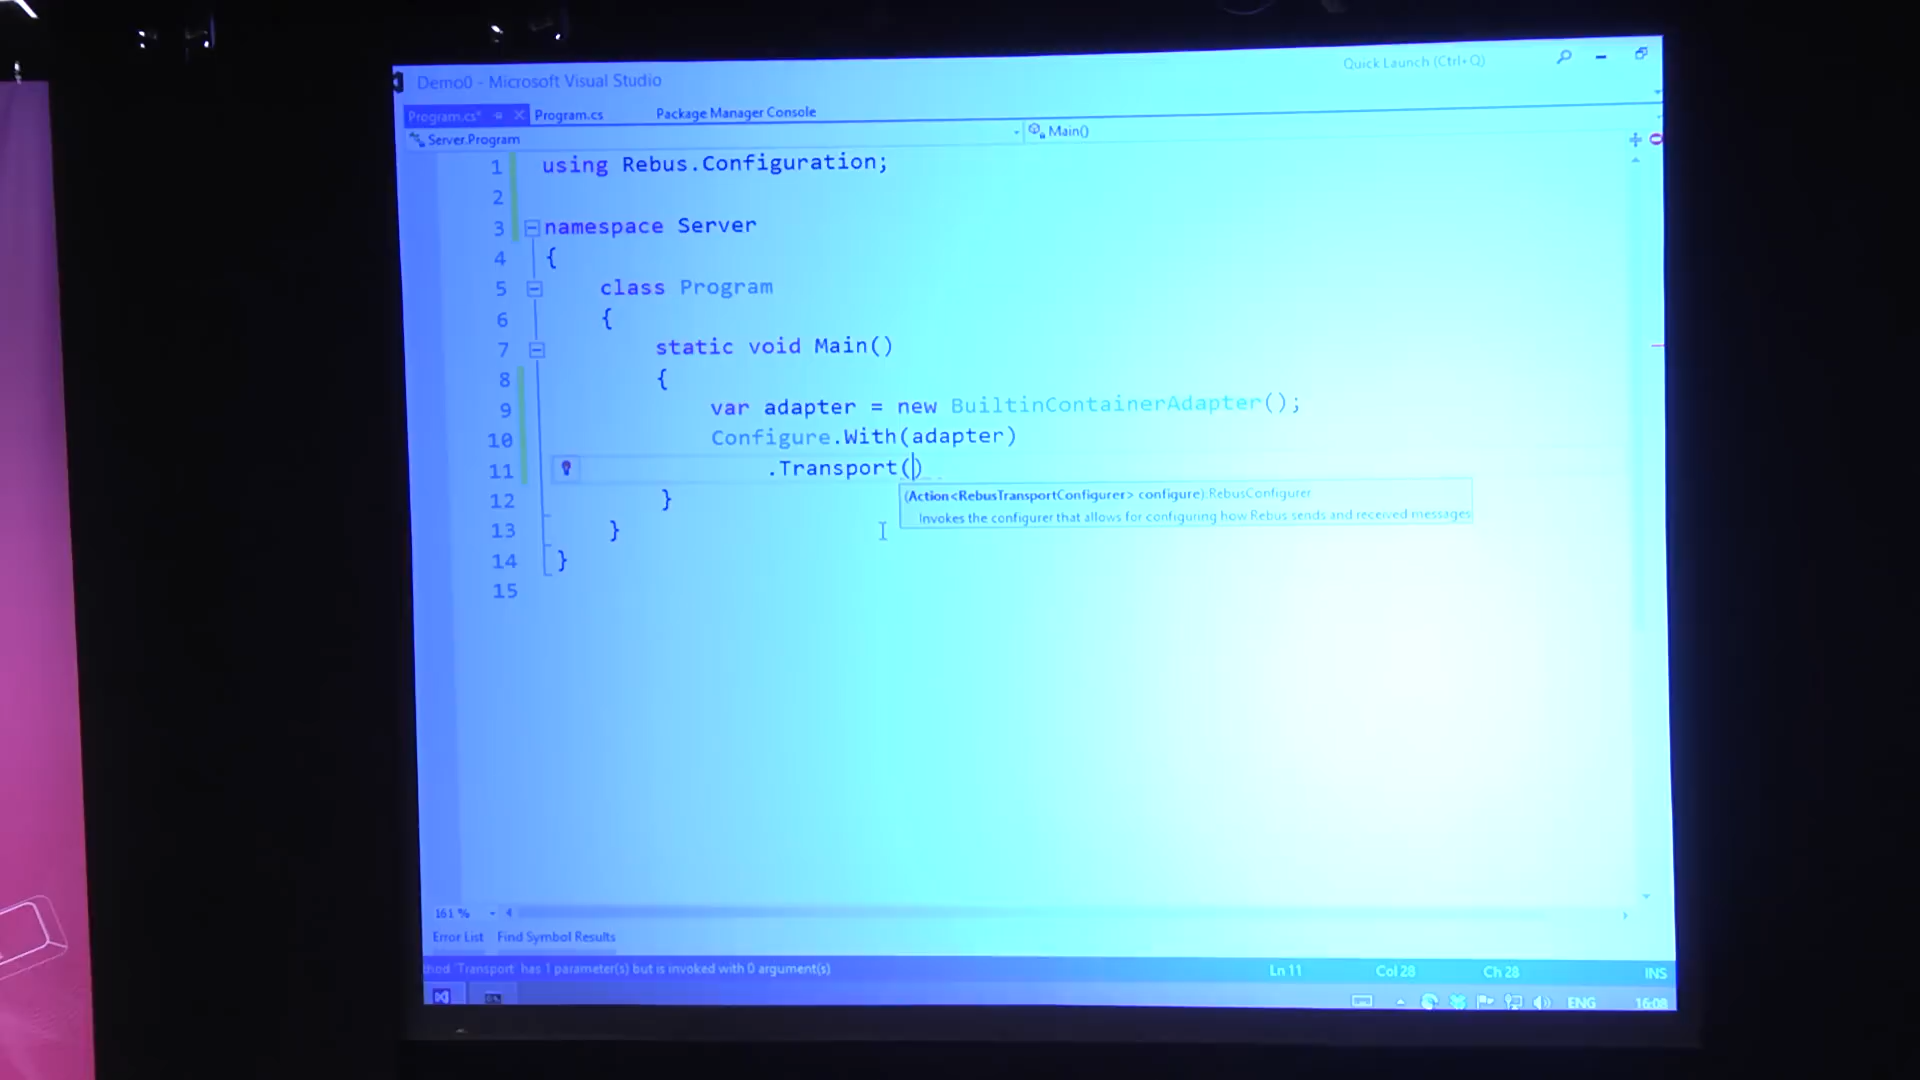 Demo0 - Microsoft Visual Studio
Quick Launch (Ctrl+Q)
Program.cs*
Program.cs
Package Manager Console
Server.Program
Main()
1 using Rebus.Configuration;
2
3 namespace Server
4 {
5 class Program
6 {
7 static void Main()
8 {
9 var adapter = new BuiltinContainerAdapter();
10 Configure.With(adapter)
11 .Transport()
(Action<RebusTransportConfigurer> configure):RebusConfigurer
Invokes the configurer that allows for configuring how Rebus sends and received messages
12 }
13 }
14 }
15
161 %
Error List Find Symbol Results
'Transport' has 1 parameter(s) but is invoked with 0 argument(s)
Ln 11 Col 28 Ch 28 INS
ENG 16:08